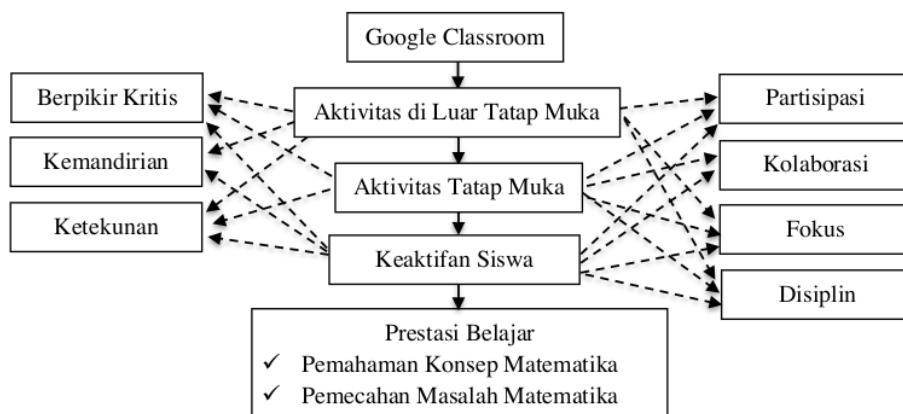 Google Classroom
Berpikir Kritis
Aktivitas di Luar Tatap Muka
Partisipasi
Kemandirian
Aktivitas Tatap Muka
Kolaborasi
Ketekunan
Keaktifan Siswa
Fokus
Disiplin
Prestasi Belajar
✓ Pemahaman Konsep Matematika
✓ Pemecahan Masalah Matematika